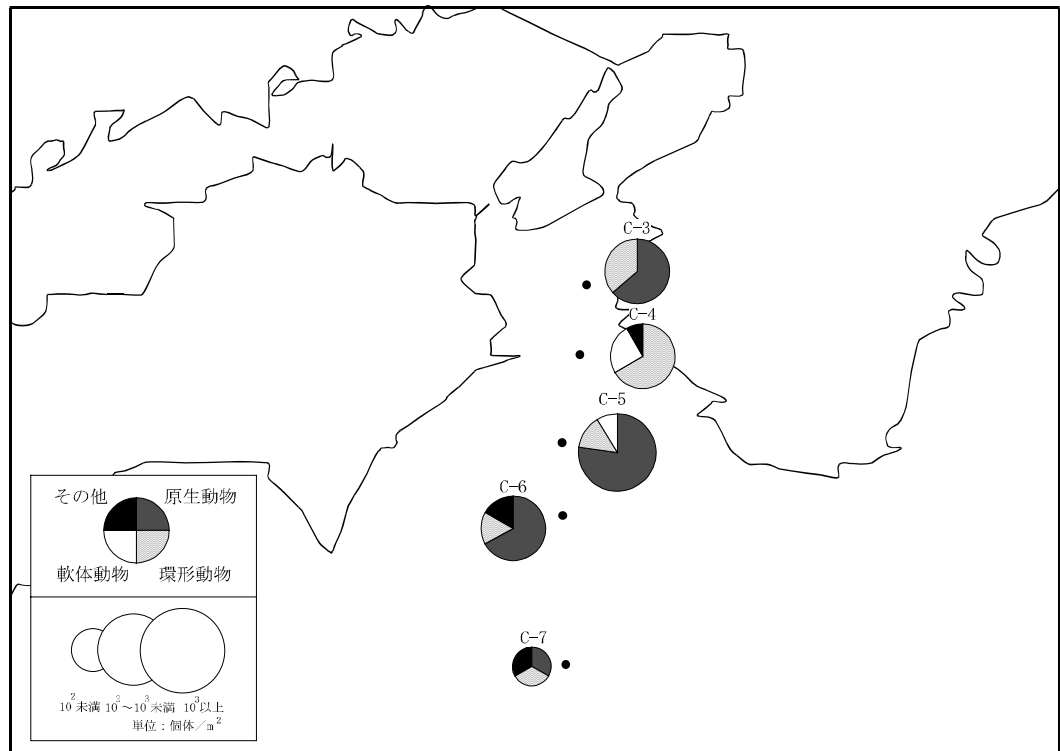 C-3
C-4
C-5
C-6
C-7
その他 原生動物
軟体動物 環形動物
10²未満 10²～10³未満 10³以上
単位：個体／m²